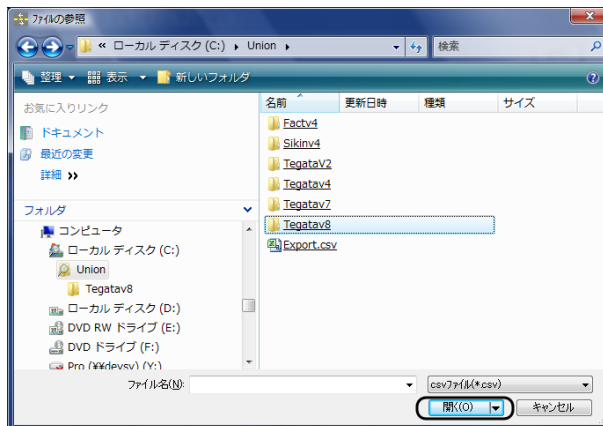 ファイルの参照
« ローカル ディスク (C:) ▸ Union ▸
検索
整理 表示 新しいフォルダ
お気に入りリンク
ドキュメント
最近の変更
詳細 »
フォルダ
コンピュータ
ローカル ディスク (C:)
Union
Tegatav8
ローカル ディスク (D:)
DVD RW ドライブ (E:)
DVD ドライブ (F:)
Pro (¥¥devsv) (Y:)
名前 更新日時 種類 サイズ
Factv4
Sikinv4
TegataV2
Tegatav4
Tegatav7
Tegatav8
Export.csv
ファイル名(N):
csvファイル(*.csv)
開く(O) キャンセル